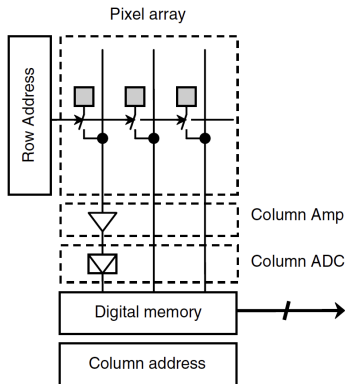 Pixel array
Row Address
Column Amp
Column ADC
Digital memory
Column address